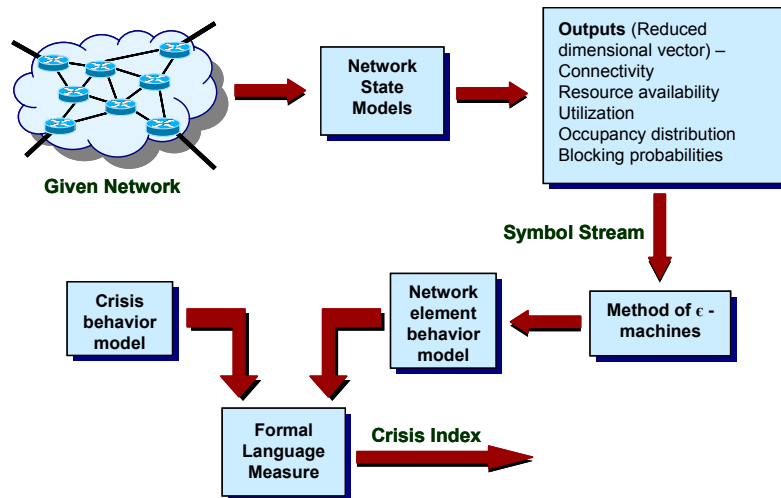 Given Network
Network
State
Models
Outputs (Reduced
dimensional vector) –
Connectivity
Resource availability
Utilization
Occupancy distribution
Blocking probabilities
Symbol Stream
Method of ϵ -
machines
Network
element
behavior
model
Crisis
behavior
model
Formal
Language
Measure
Crisis Index